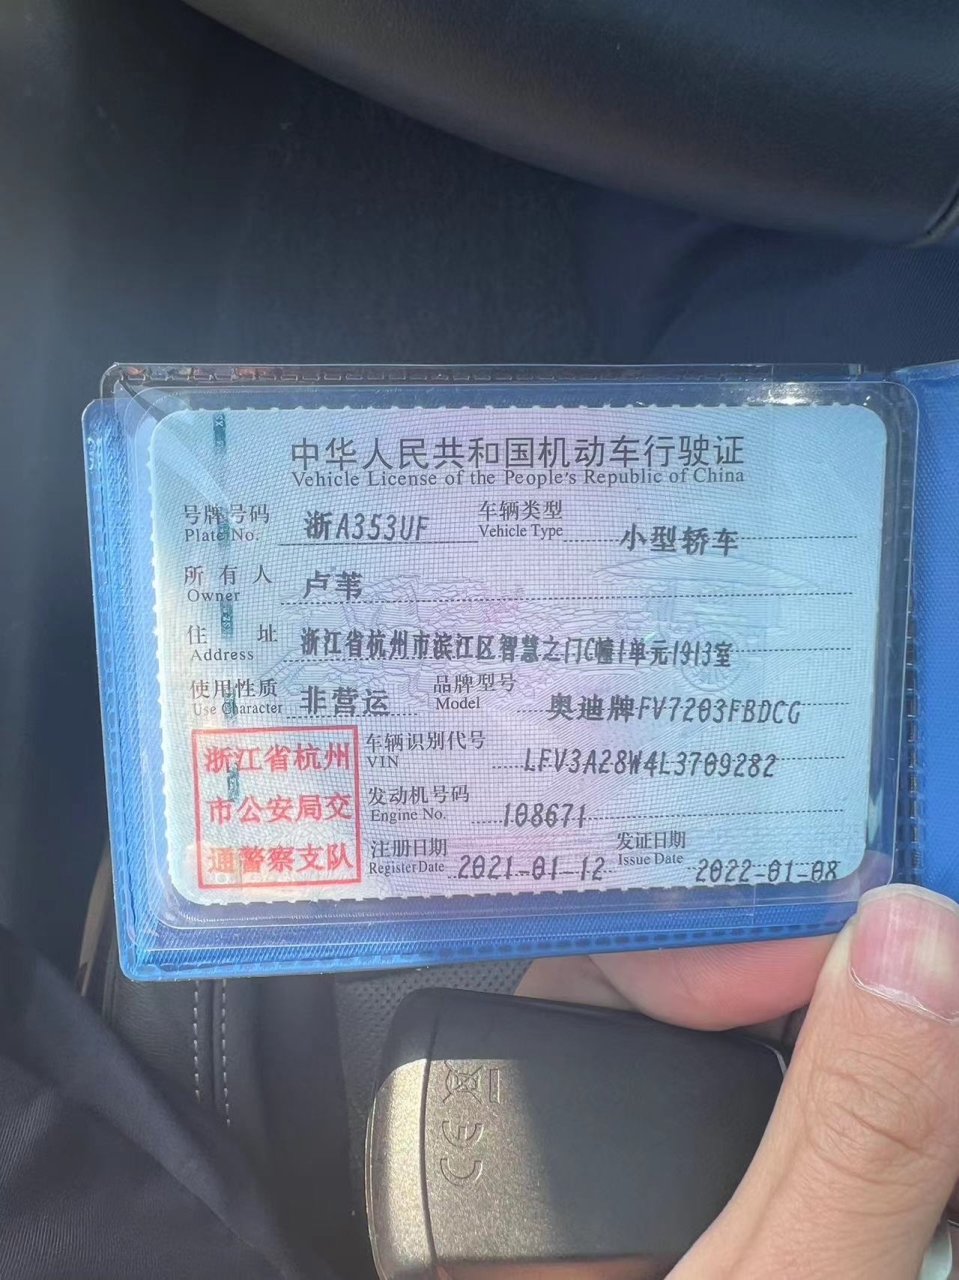 中华人民共和国机动车行驶证
Vehicle License of the People's Republic of China
号牌号码 浙A353UF 车辆类型 小型轿车
Plate No. Vehicle Type
所有人 卢苇
Owner
住址 浙江省杭州市滨江区智慧之门C幢1单元1913室
Address
使用性质 非营运 品牌型号 奥迪牌FV7203FBDCG
Use Character Model
浙江省杭州
市公安局交
通警察支队
车辆识别代号 LFV3A28W4L3709282
VIN
发动机号码 108671
Engine No.
注册日期 2021-01-12 发证日期 2022-01-08
Register Date Issue Date
CE